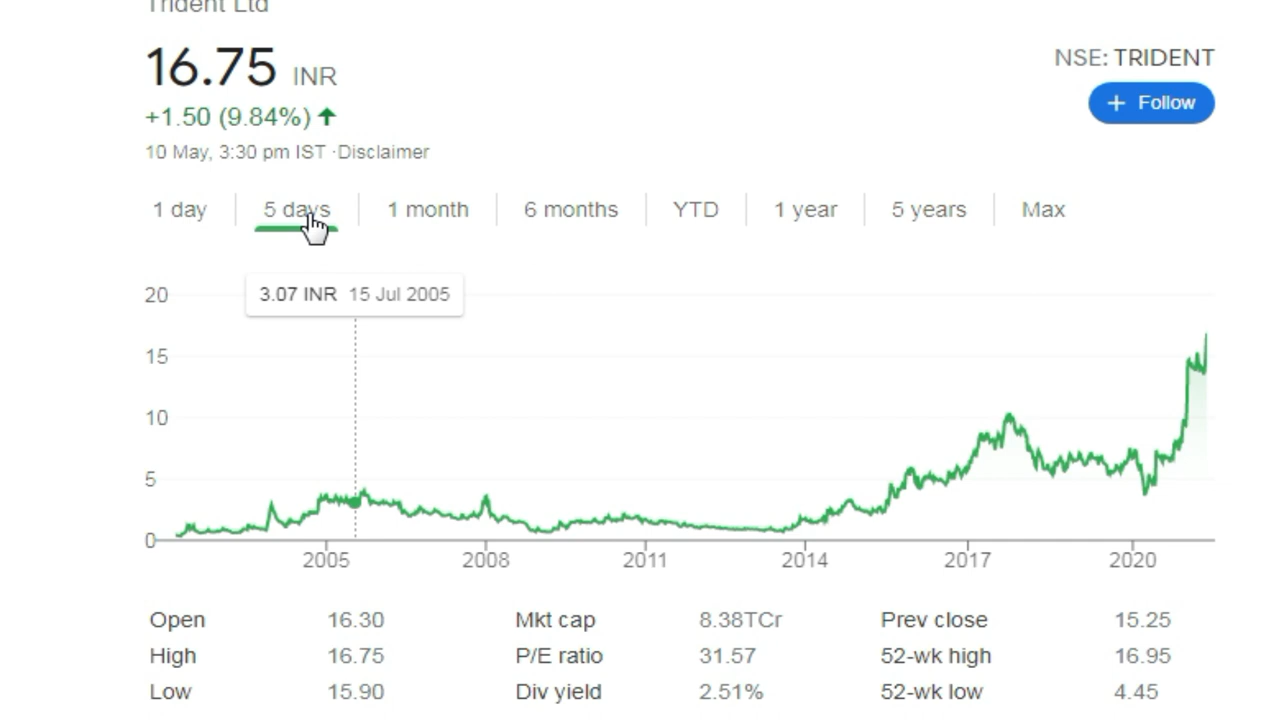 Trident Ltd
16.75 INR
NSE: TRIDENT
+ Follow
+1.50 (9.84%) ↑
10 May, 3:30 pm IST ·Disclaimer
1 day 5 days 1 month 6 months YTD 1 year 5 years Max
3.07 INR 15 Jul 2005
20
15
10
5
0
2005 2008 2011 2014 2017 2020
Open 16.30 Mkt cap 8.38TCr Prev close 15.25
High 16.75 P/E ratio 31.57 52-wk high 16.95
Low 15.90 Div yield 2.51% 52-wk low 4.45